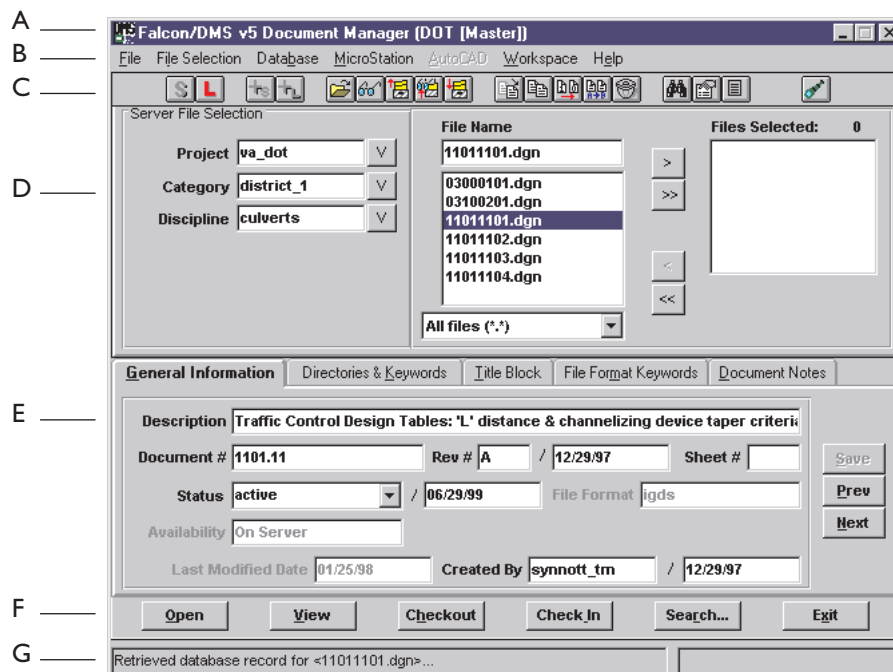 A
Falcon/DMS v5 Document Manager (DOT [Master])
B
File File Selection Database MicroStation AutoCAD Workspace Help
C
S L
Server File Selection
File Name
Files Selected: 0
D
Project va_dot V
Category district_1 V
Discipline culverts V
11011101.dgn
03000101.dgn
03100201.dgn
11011101.dgn
11011102.dgn
11011103.dgn
11011104.dgn
All files (*.*)
>
>>
<
<<
General Information Directories & Keywords Title Block File Format Keywords Document Notes
E
Description Traffic Control Design Tables: 'L' distance & channelizing device taper criteria
Document # 1101.11 Rev # A / 12/29/97 Sheet #
Status active / 06/29/99 File Format igds
Availability On Server
Last Modified Date 01/25/98 Created By synnott_trn / 12/29/97
Save
Prev
Next
F
Open View Checkout Check In Search... Exit
G
Retrieved database record for <11011101.dgn>...